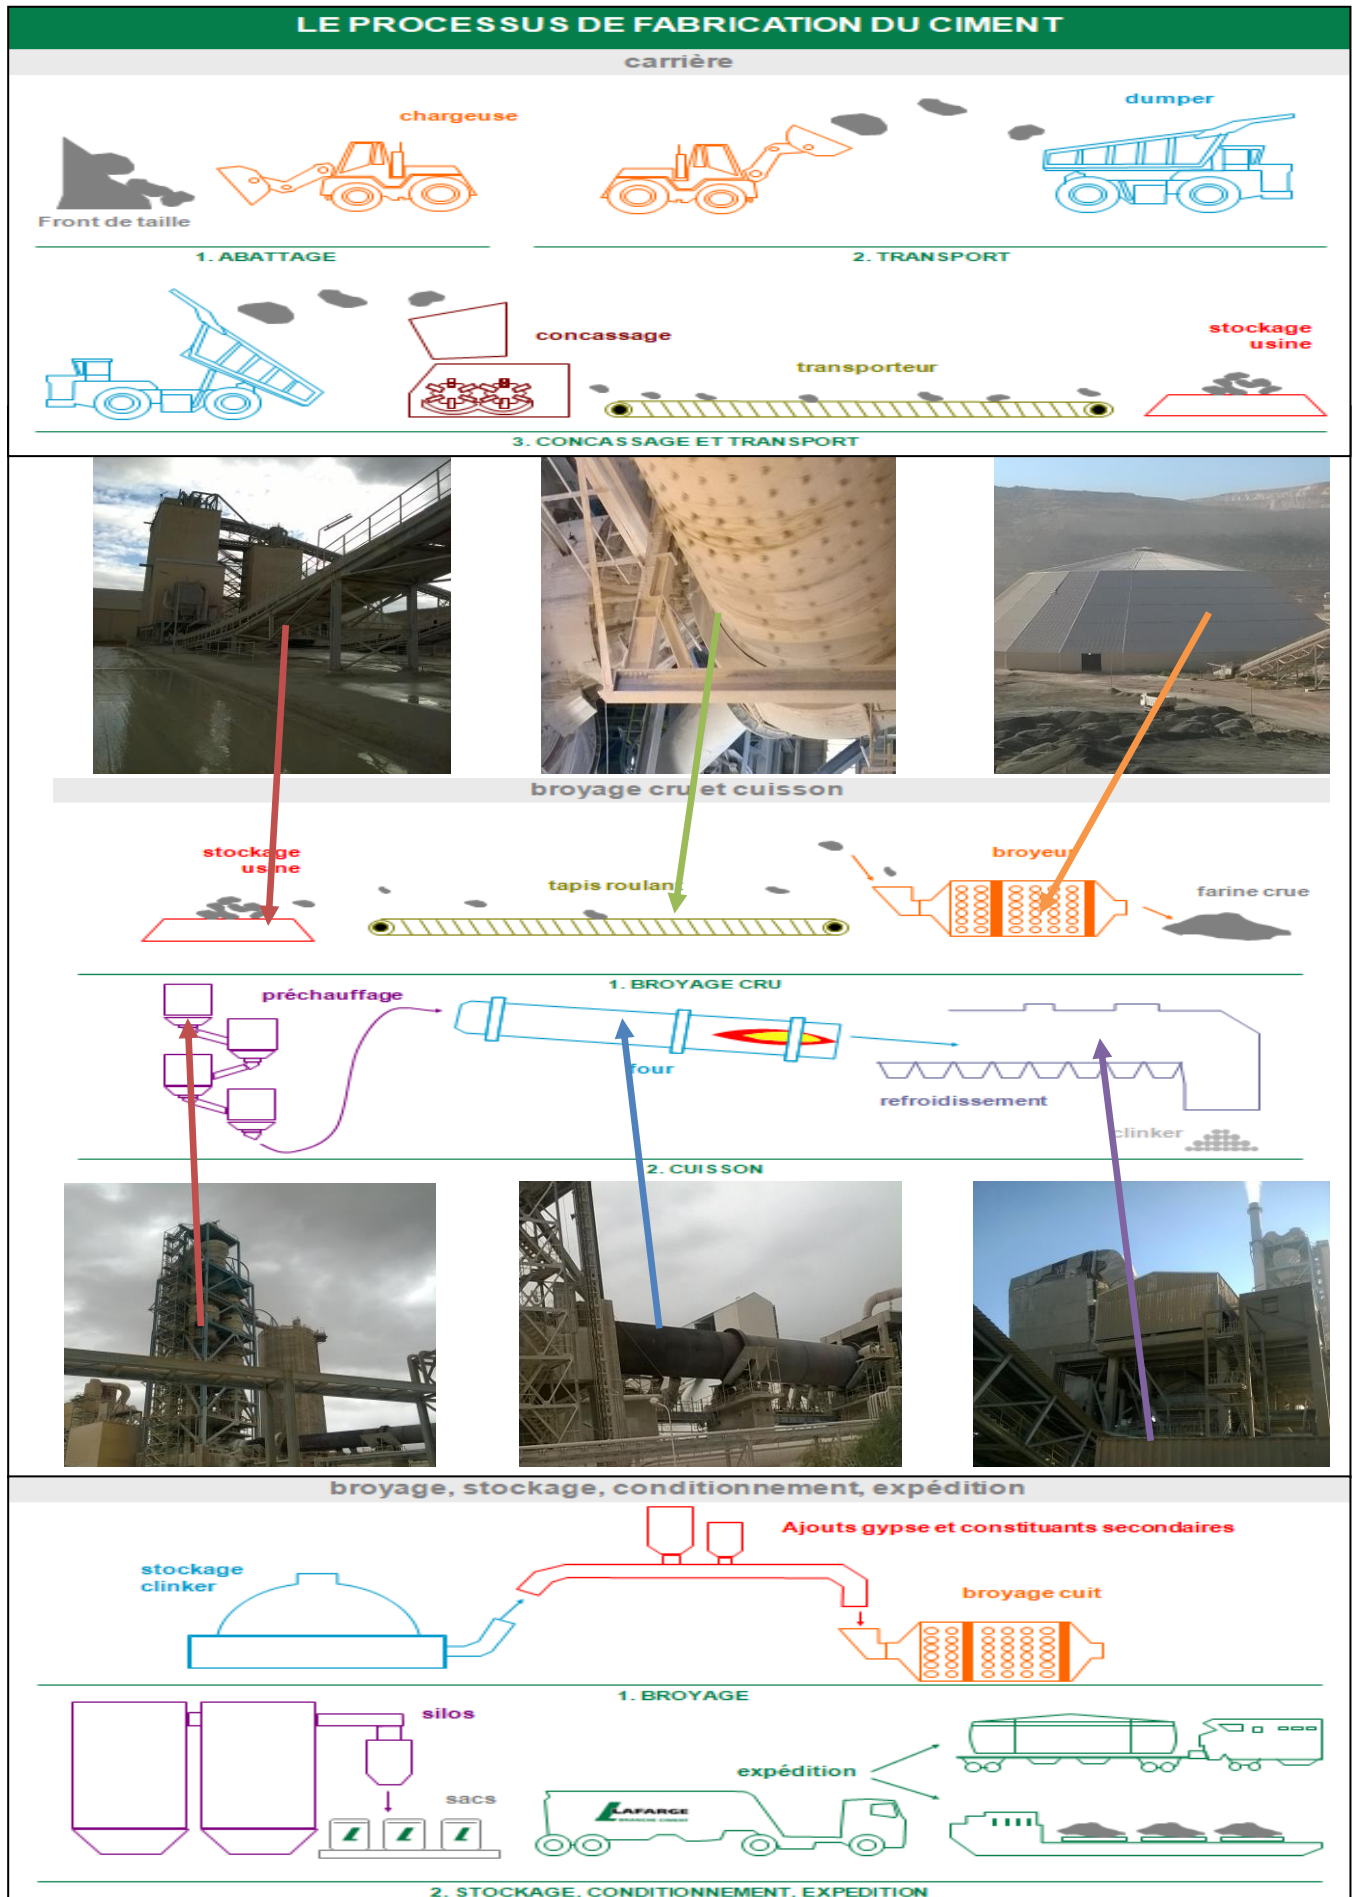 LE PROCESSUS DE FABRICATION DU CIMENT
carrière
chargeuse
dumper
Front de taille
1. ABATTAGE
2. TRANSPORT
concassage
transporteur
stockage
usine
3. CONCASSAGE ET TRANSPORT
broyage cru et cuisson
stockage
usine
tapis roulant
broyeur
farine crue
1. BROYAGE CRU
préchauffage
four
refroidissement
clinker
2. CUISSON
broyage, stockage, conditionnement, expédition
Ajouts gypse et constituants secondaires
stockage
clinker
broyage cuit
1. BROYAGE
silos
sacs
expédition
LAFARGE
BRANCHE CIMENT
2. STOCKAGE, CONDITIONNEMENT, EXPEDITION